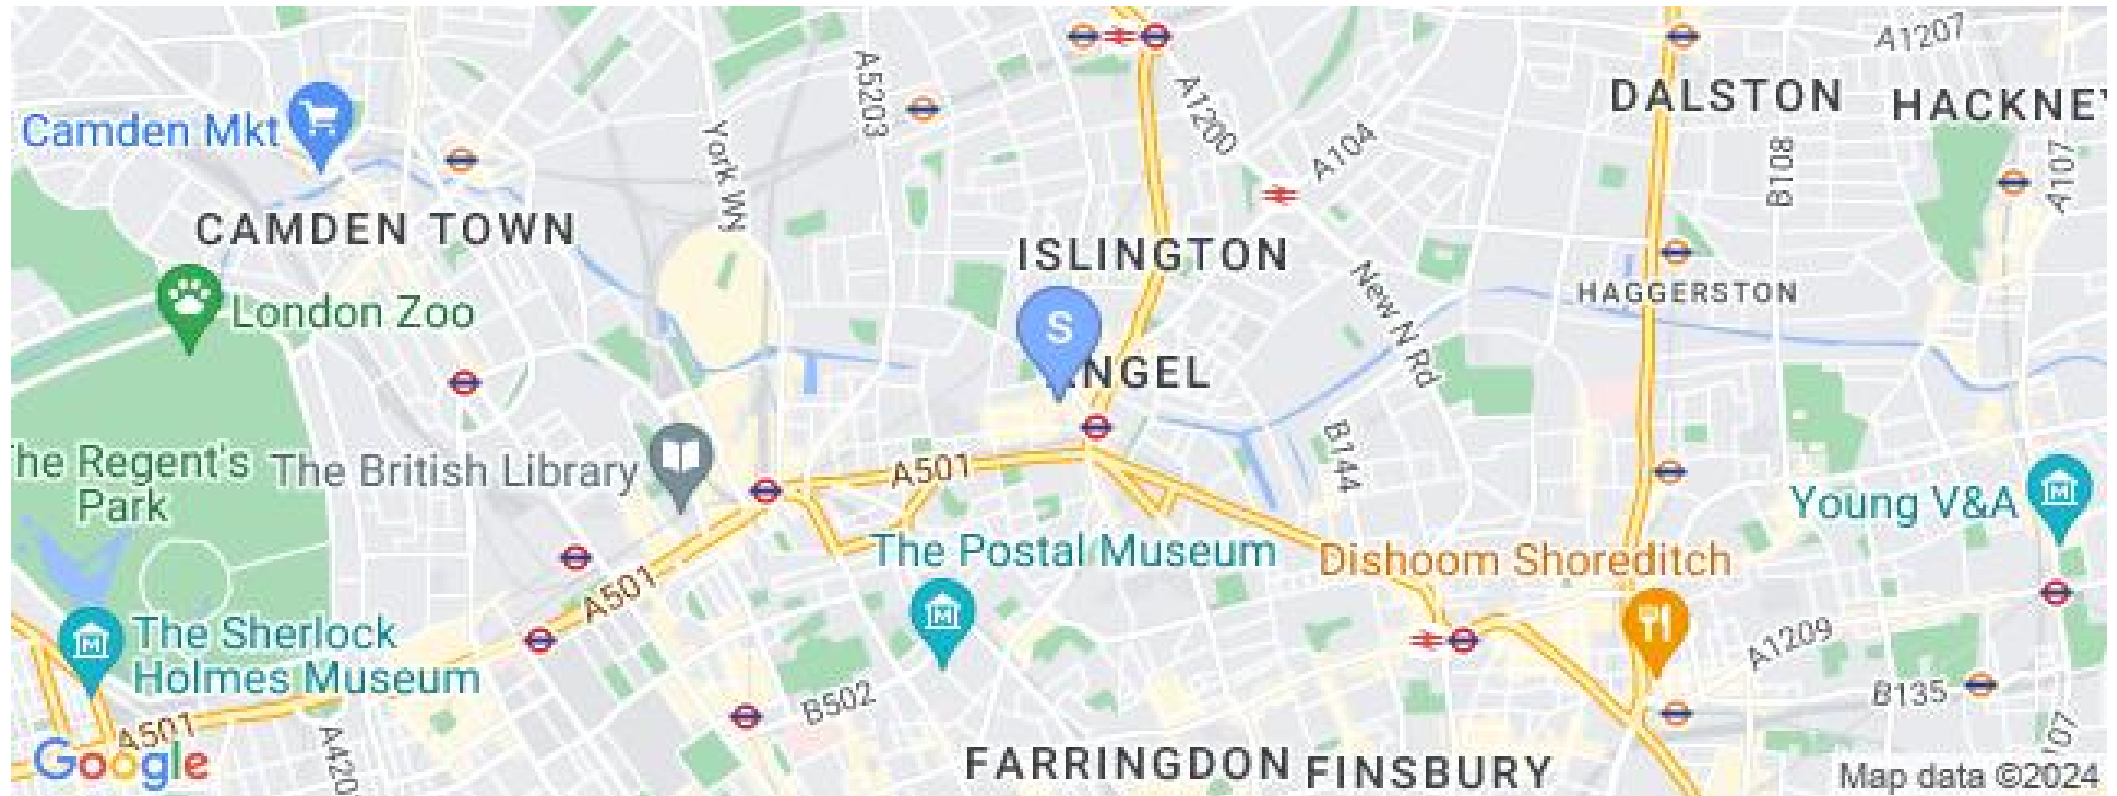 A1207
A5203
DALSTON
HACKNEY
A1200
Camden Mkt
York Wy
A104
B108
A107
CAMDEN TOWN
ISLINGTON
London Zoo
HAGGERSTON
New N Rd
S
ANGEL
The Regent's
Park
The British Library
A501
B144
Young V&A
The Postal Museum
Dishoom Shoreditch
A501
The Sherlock
Holmes Museum
A1209
B502
B135
A501
A420
107
Google
FARRINGDON
FINSBURY
Map data ©2024